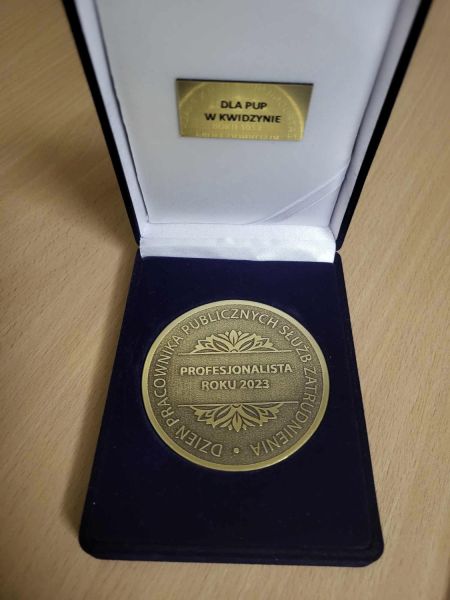 DLA PUP
W KWIDZYNIE
DZIEŃ PRACOWNIKA PUBLICZNYCH SŁUŻB ZATRUDNIENIA
PROFESJONALISTA
ROKU 2023